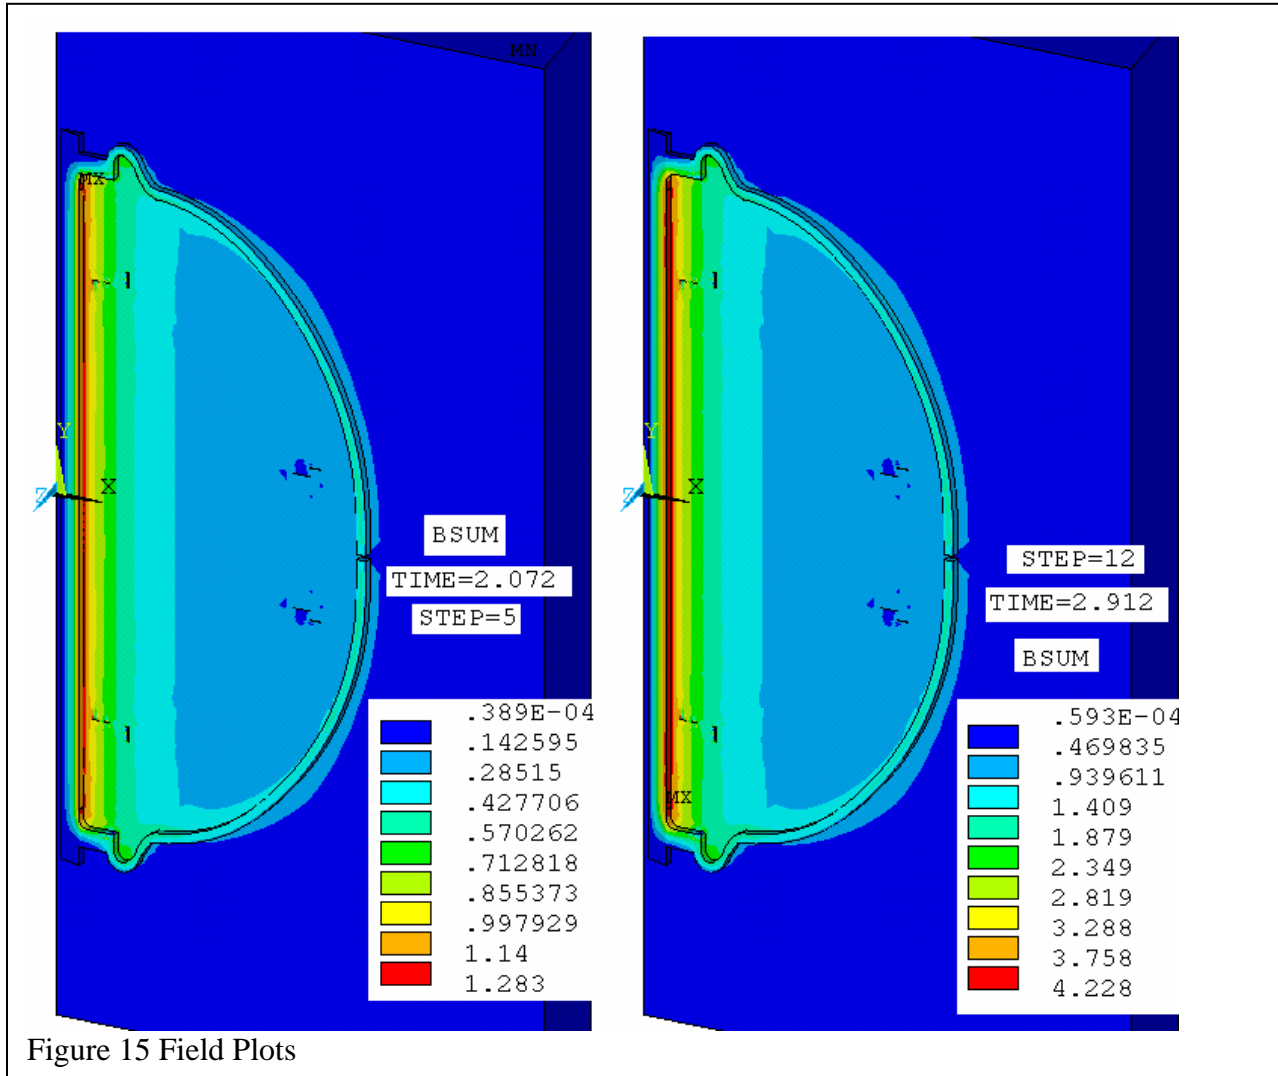 MN
MX
Y
X
Z
BSUM
TIME=2.072
STEP=5
.389E-04
.142595
.28515
.427706
.570262
.712818
.855373
.997929
1.14
1.283
Y
X
Z
MX
STEP=12
TIME=2.912
BSUM
.593E-04
.469835
.939611
1.409
1.879
2.349
2.819
3.288
3.758
4.228
Figure 15 Field Plots